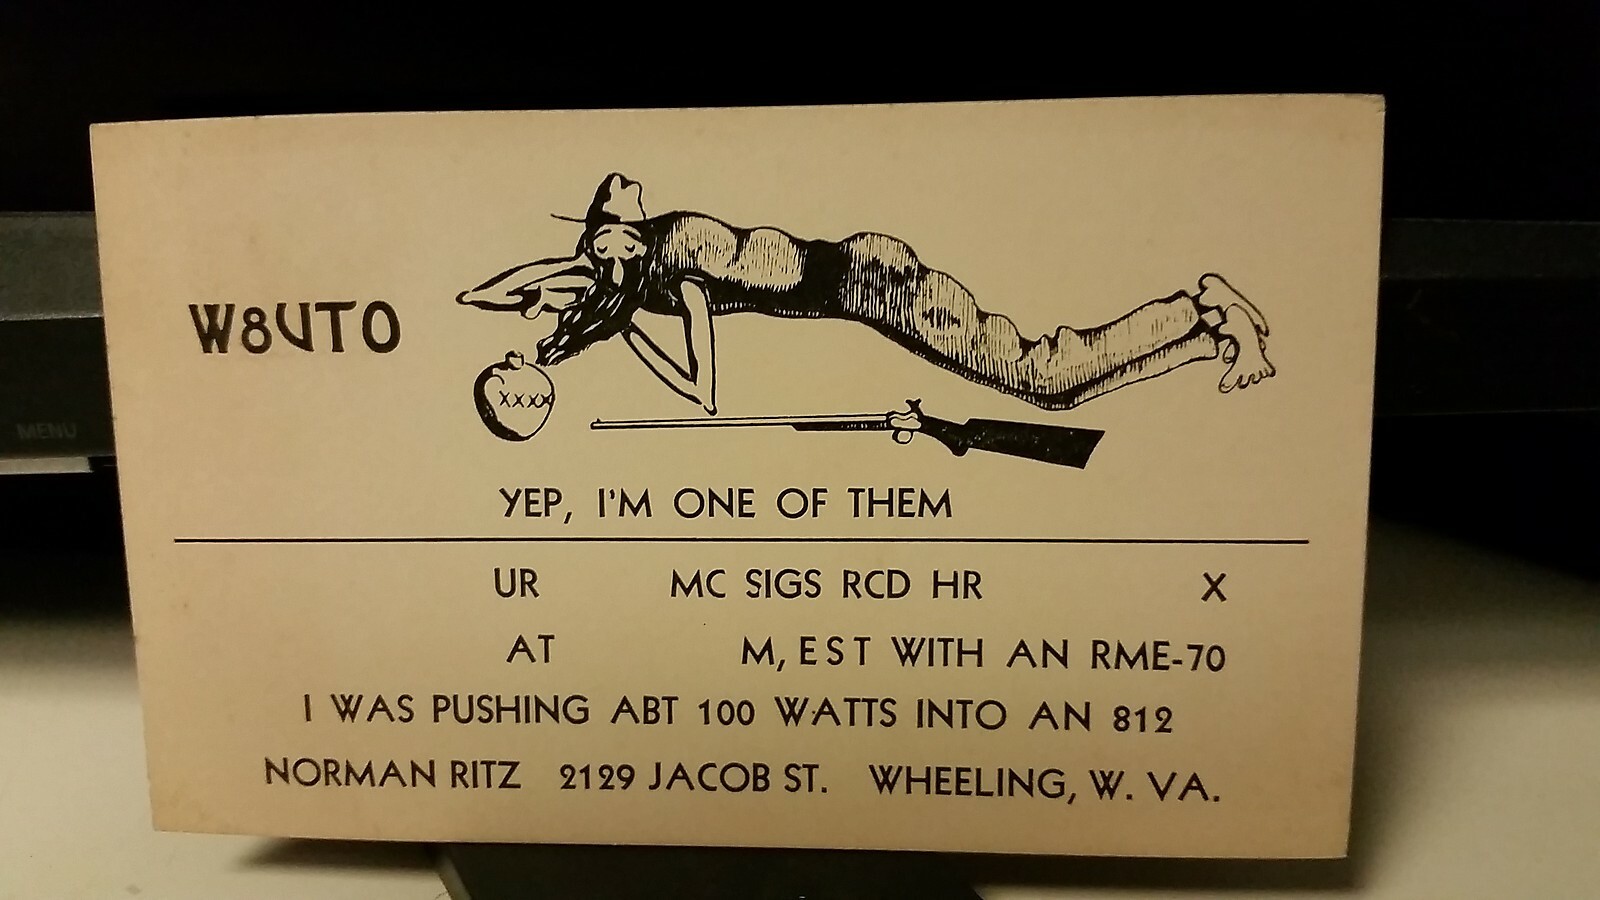 W8UTO
XXXX
YEP, I'M ONE OF THEM
UR MC SIGS RCD HR X
AT M, EST WITH AN RME-70
I WAS PUSHING ABT 100 WATTS INTO AN 812
NORMAN RITZ 2129 JACOB ST. WHEELING, W. VA.
MENU